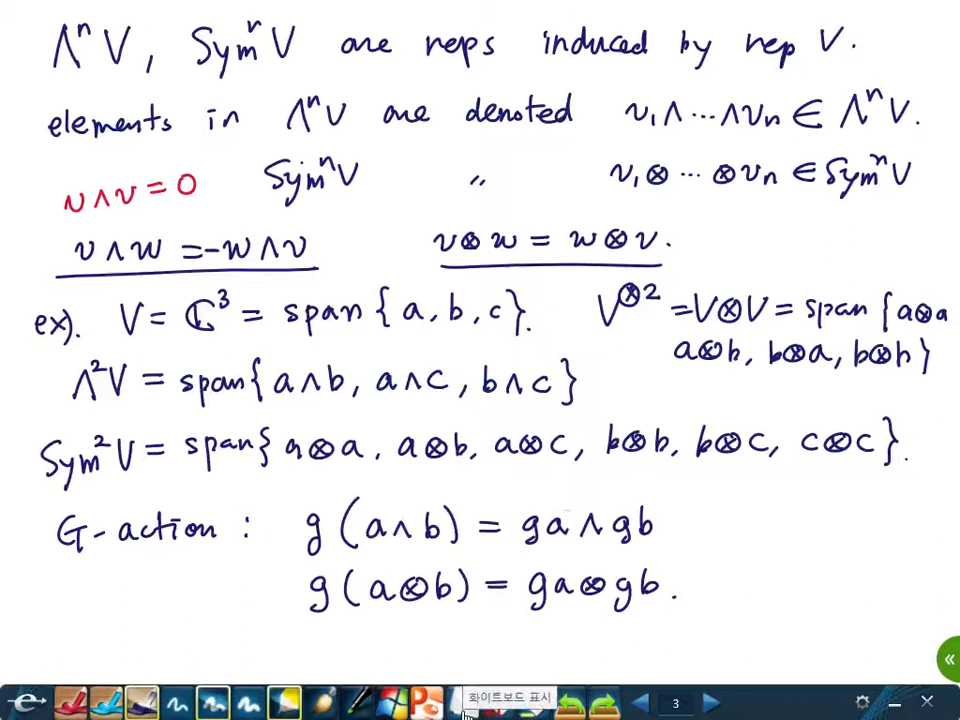 Λⁿ V, Symⁿ V are reps induced by rep V.
elements in Λⁿ V are denoted v₁∧ ··· ∧vₙ ∈ Λⁿ V.
Symⁿ V 〃 v₁⊗ ··· ⊗vₙ ∈ Symⁿ V
v∧v = 0
v∧w = -w∧v v⊗w = w⊗v.
ex). V = ℂ³ = span{a, b, c}. V^{⊗2} = V⊗V = span{a⊗a
a⊗b, b⊗a, b⊗b}
Λ²V = span{a∧b, a∧c, b∧c}
Sym²V = span{a⊗a, a⊗b, a⊗c, b⊗b, b⊗c, c⊗c}.
G-action : g(a∧b) = ga∧gb
g(a⊗b) = ga⊗gb.
화이트보드 표시
3